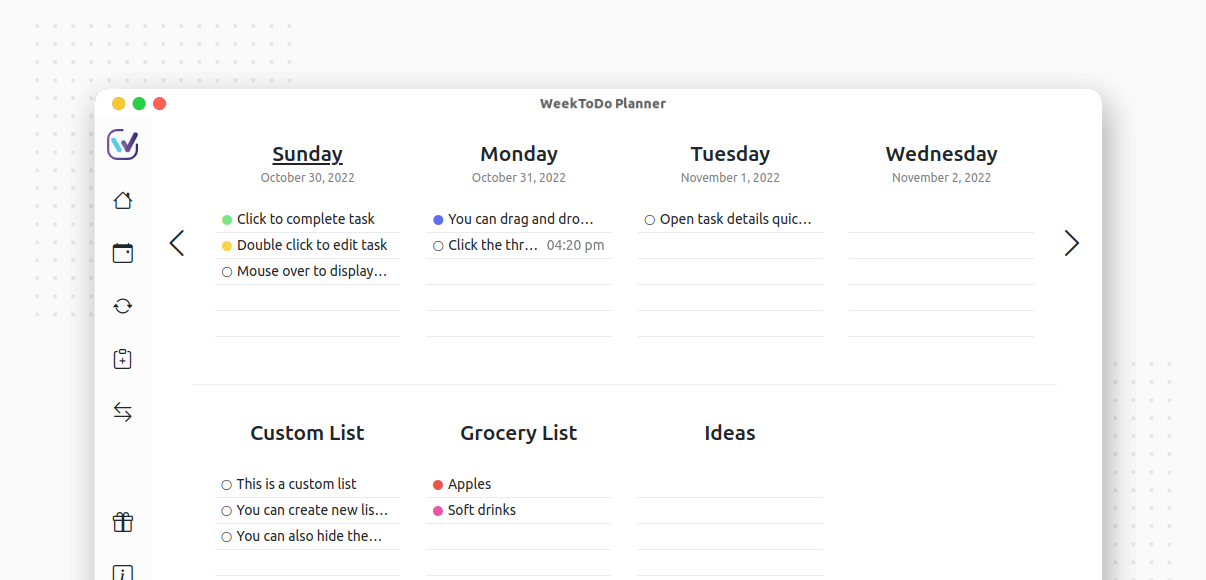 WeekToDo Planner
Sunday
October 30, 2022
Click to complete task
Double click to edit task
Mouse over to display...
Monday
October 31, 2022
You can drag and dro...
Click the thr... 04:20 pm
Tuesday
November 1, 2022
Open task details quic...
Wednesday
November 2, 2022
Custom List
This is a custom list
You can create new lis...
You can also hide the...
Grocery List
Apples
Soft drinks
Ideas